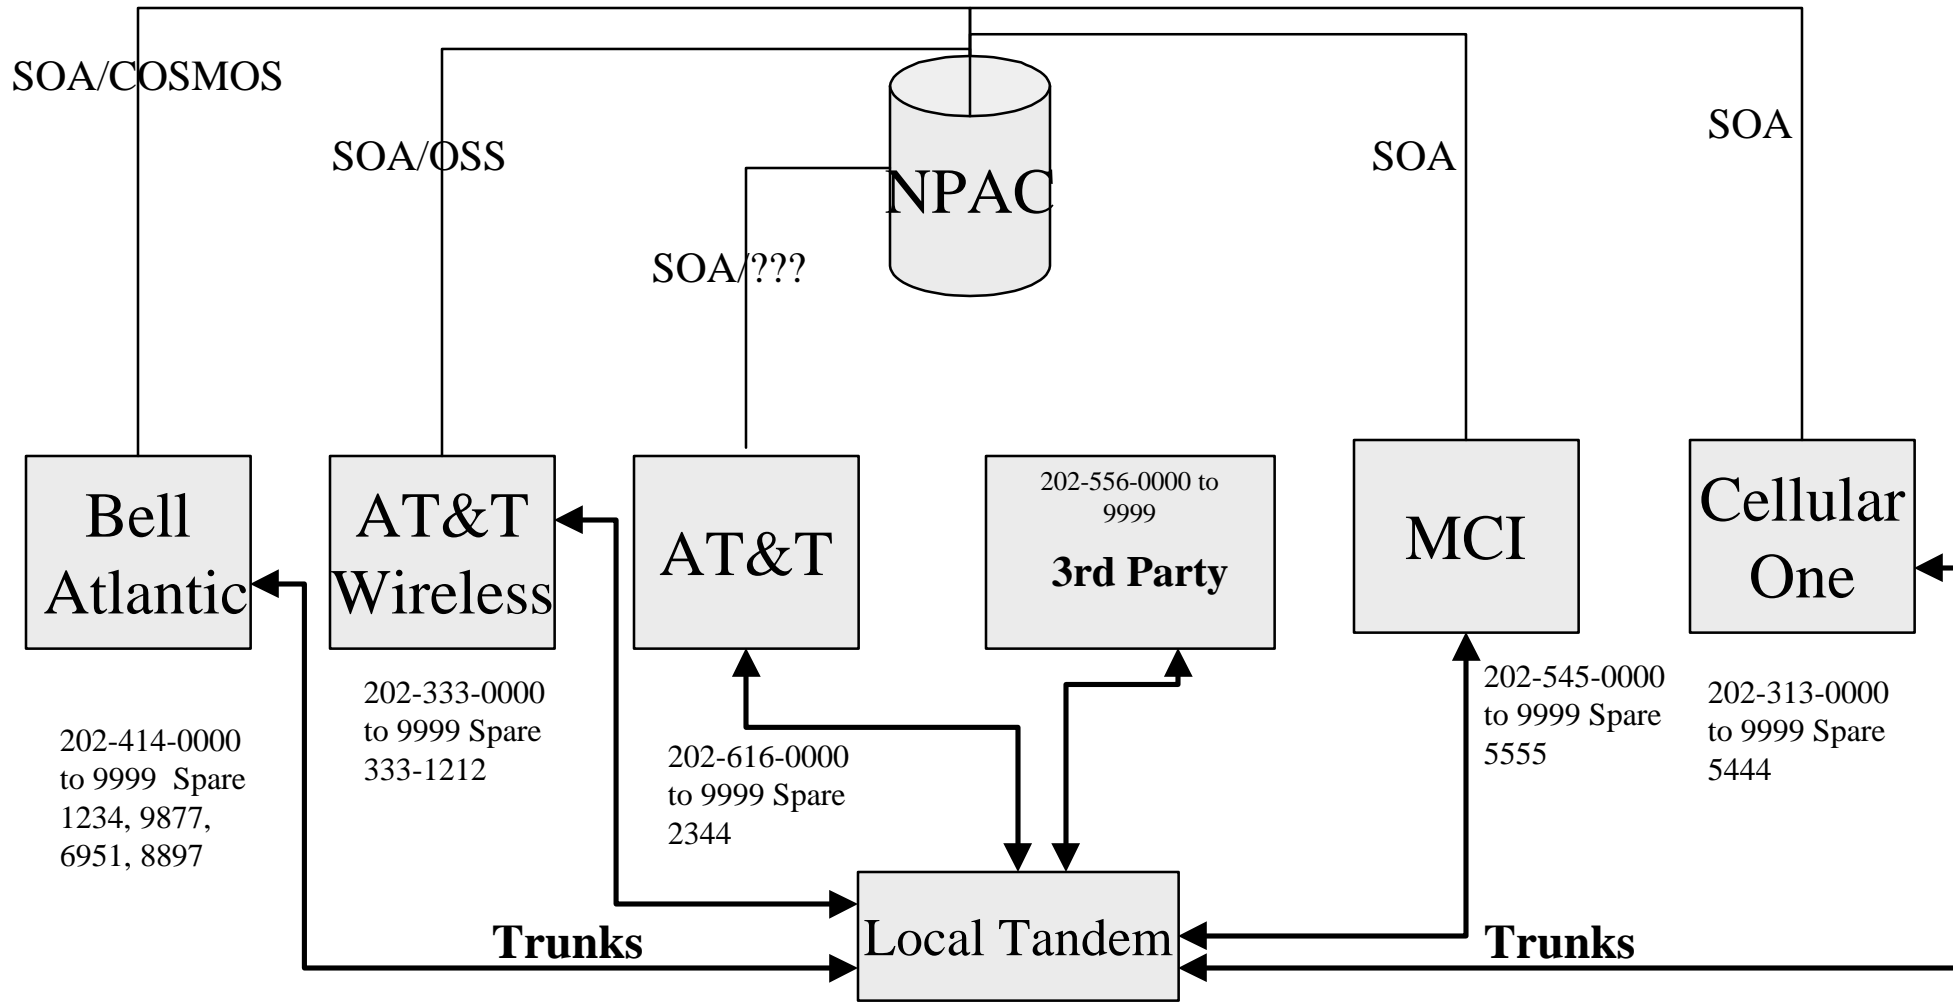 SOA/COSMOS
SOA/OSS
SOA/???
NPAC
SOA
SOA
Bell
Atlantic
AT&T
Wireless
AT&T
202-556-0000 to
9999
3rd Party
MCI
Cellular
One
202-414-0000
to 9999 Spare
1234, 9877,
6951, 8897
202-333-0000
to 9999 Spare
333-1212
202-616-0000
to 9999 Spare
2344
202-545-0000
to 9999 Spare
5555
202-313-0000
to 9999 Spare
5444
Trunks
Local Tandem
Trunks